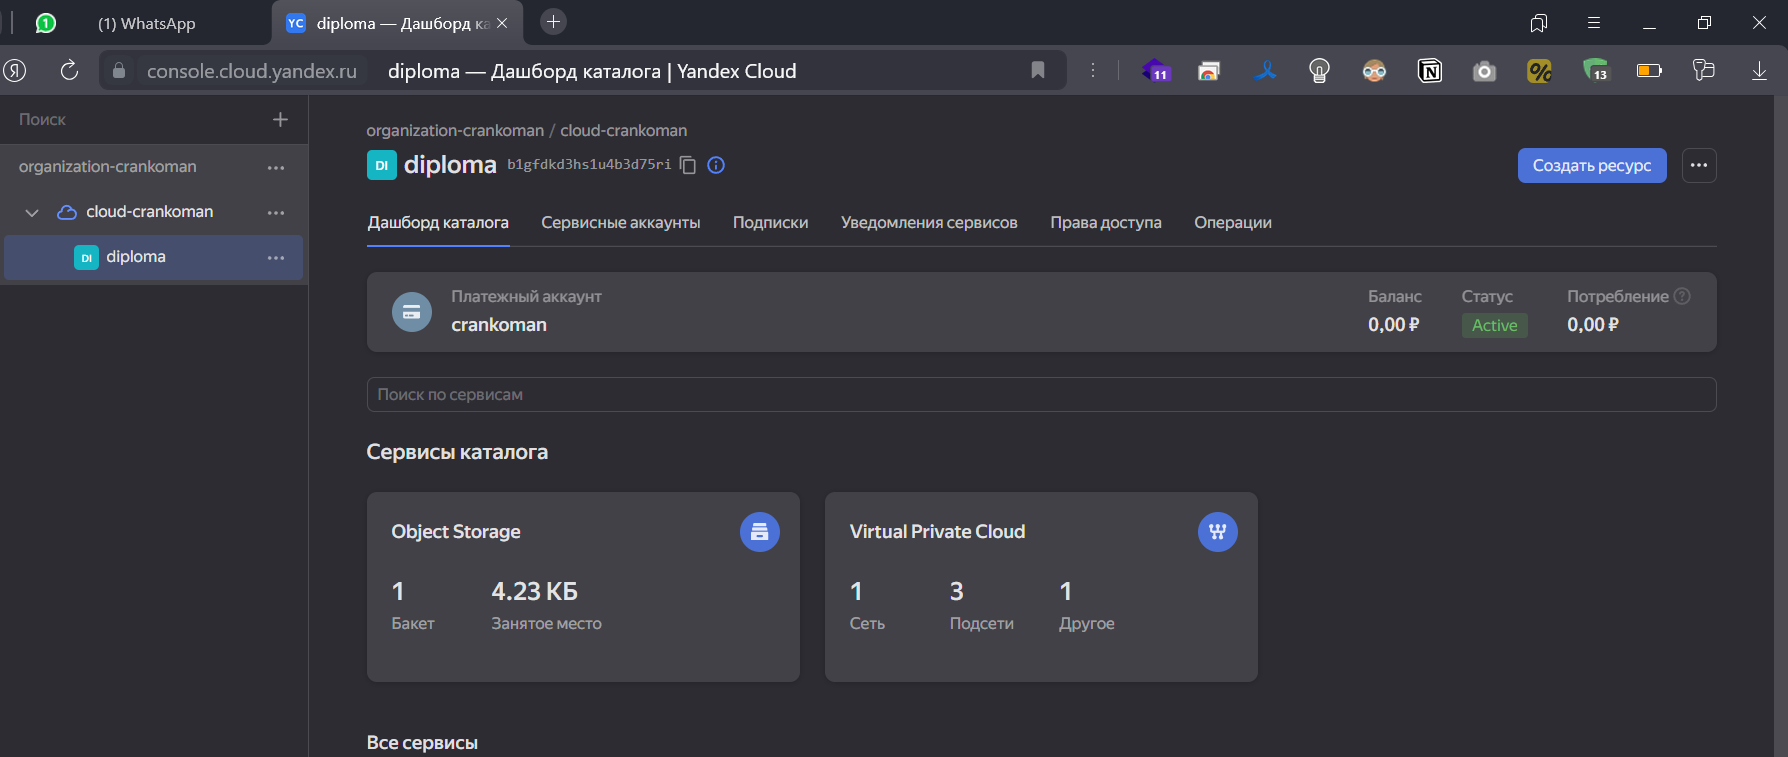 1 (1) WhatsApp YC diploma — Дашборд ка
Я console.cloud.yandex.ru diploma — Дашборд каталога | Yandex Cloud 11 N % 13
Поиск
organization-crankoman
cloud-crankoman
DI diploma
organization-crankoman / cloud-crankoman
DI diploma b1gfdkd3hs1u4b3d75ri
Создать ресурс
Дашборд каталога Сервисные аккаунты Подписки Уведомления сервисов Права доступа Операции
Платежный аккаунт Баланс Статус Потребление ?
crankoman 0,00 ₽ Active 0,00 ₽
Поиск по сервисам
Сервисы каталога
Object Storage
1 4.23 КБ
Бакет Занятое место
Virtual Private Cloud
1 3 1
Сеть Подсети Другое
Все сервисы